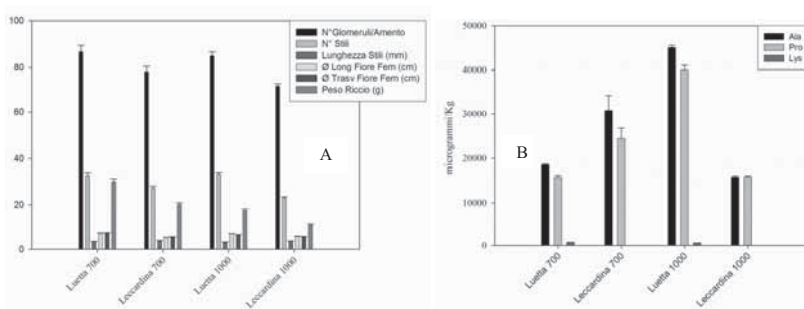 100
80
60
40
20
0
N°Glomeruli/Amento
N° Stili
Lunghezza Stili (mm)
Ø Long Fiore Fem (cm)
Ø Trasv Fiore Fem (cm)
Peso Riccio (g)
A
Luetta 700
Leccardina 700
Luetta 1000
Leccardina 1000
microgrammi/Kg
50000
40000
30000
20000
10000
0
Ala
Pro
Lys
B
Luetta 700
Leccardina 700
Luetta 1000
Leccardina 1000